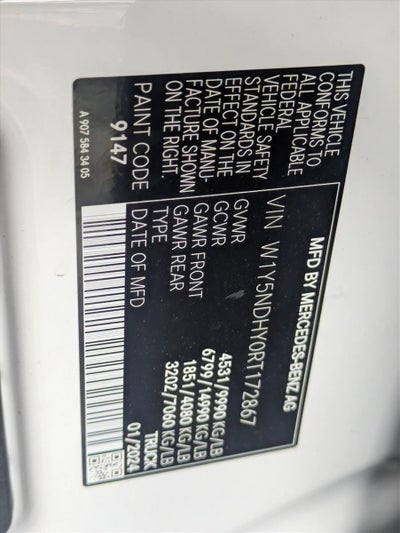 MFD BY MERCEDES-BENZ AG
VIN W1Y5NDHY0RT172867
GVWR 4531/9990 KG/LB
GCWR 6799/14990 KG/LB
GAWR FRONT 1851/4080 KG/LB
GAWR REAR 3202/7060 KG/LB
TYPE TRUCK
DATE OF MFD 01/2024
THIS VEHICLE
CONFORMS TO
ALL APPLICABLE
FEDERAL
VEHICLE SAFETY
STANDARDS IN
EFFECT ON THE
DATE OF MANU-
FACTURE SHOWN
ON THE RIGHT.
PAINT CODE
9147
A 907 584 34 05